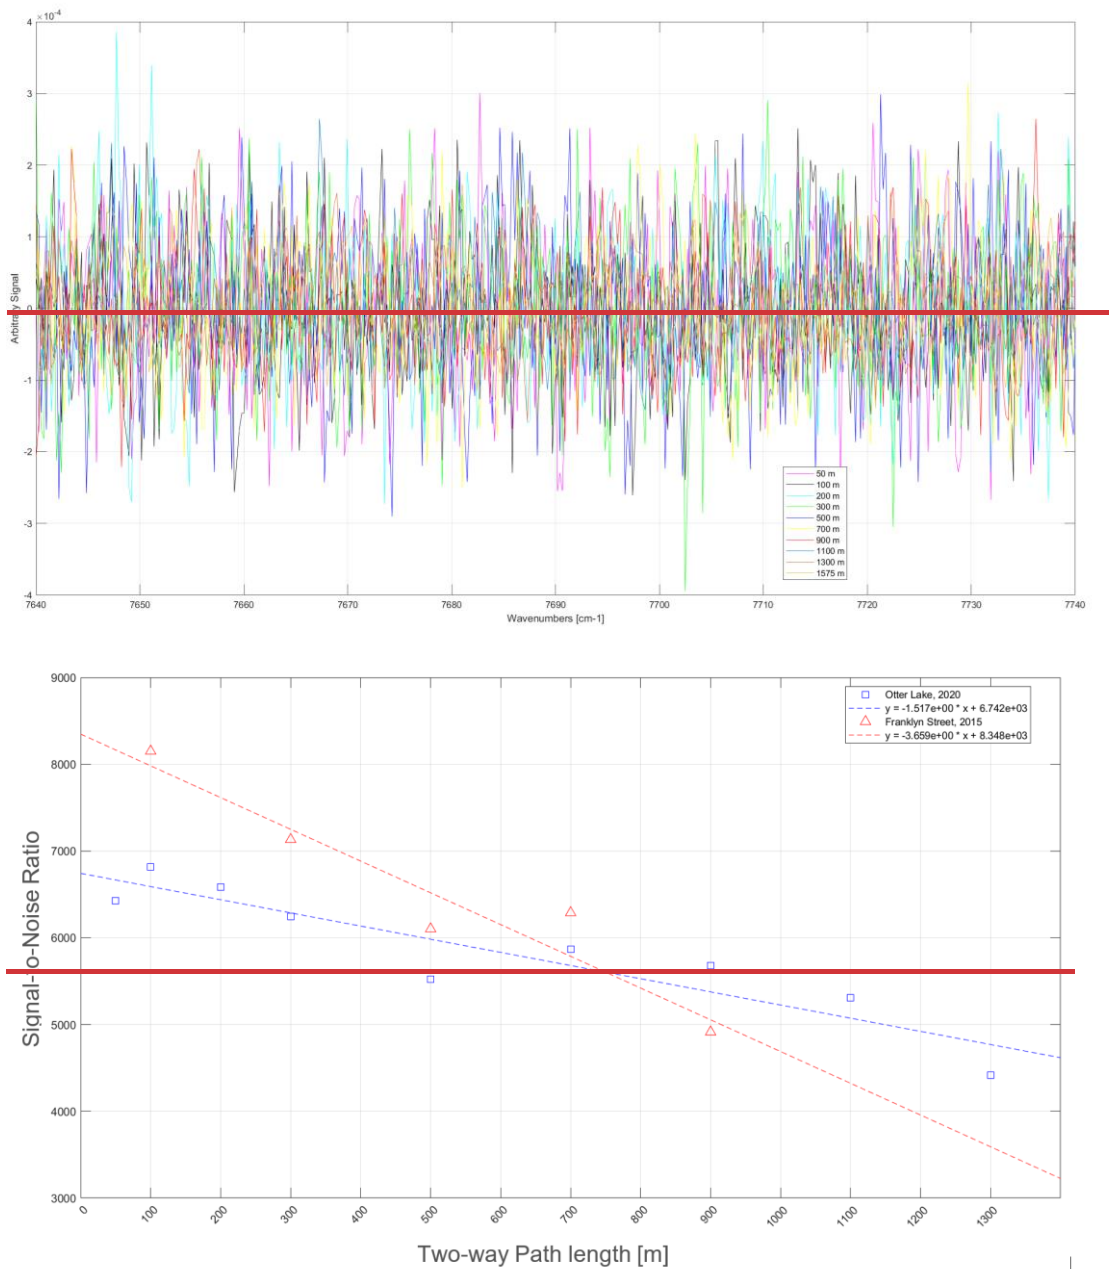 ×10⁻⁴
4
3
2
1
0
-1
-2
-3
-4
Arbitrary Signal
7640 7650 7660 7670 7680 7690 7700 7710 7720 7730 7740
Wavenumbers [cm-1]
50 m
100 m
200 m
300 m
500 m
700 m
900 m
1100 m
1300 m
1575 m
9000
8000
7000
6000
5000
4000
3000
Signal-to-Noise Ratio
Otter Lake, 2020
y = -1.517e+00 * x + 6.742e+03
Franklyn Street, 2015
y = -3.659e+00 * x + 8.348e+03
0 100 200 300 400 500 600 700 800 900 1000 1100 1200 1300
Two-way Path length [m]